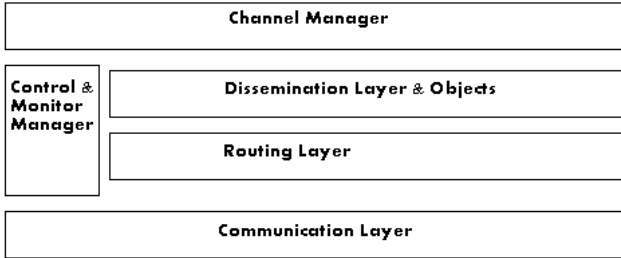 Channel Manager
Control &
Monitor
Manager
Dissemination Layer & Objects
Routing Layer
Communication Layer